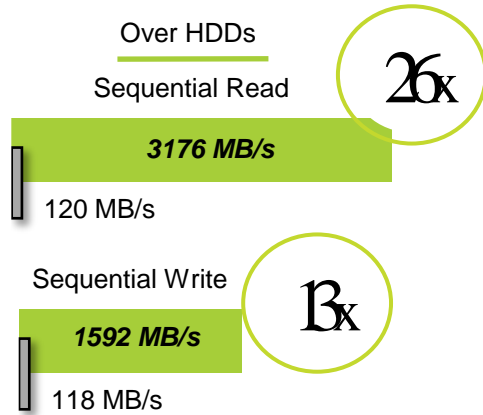 Over HDDs
Sequential Read
26x
3176 MB/s
120 MB/s
Sequential Write
13x
1592 MB/s
118 MB/s